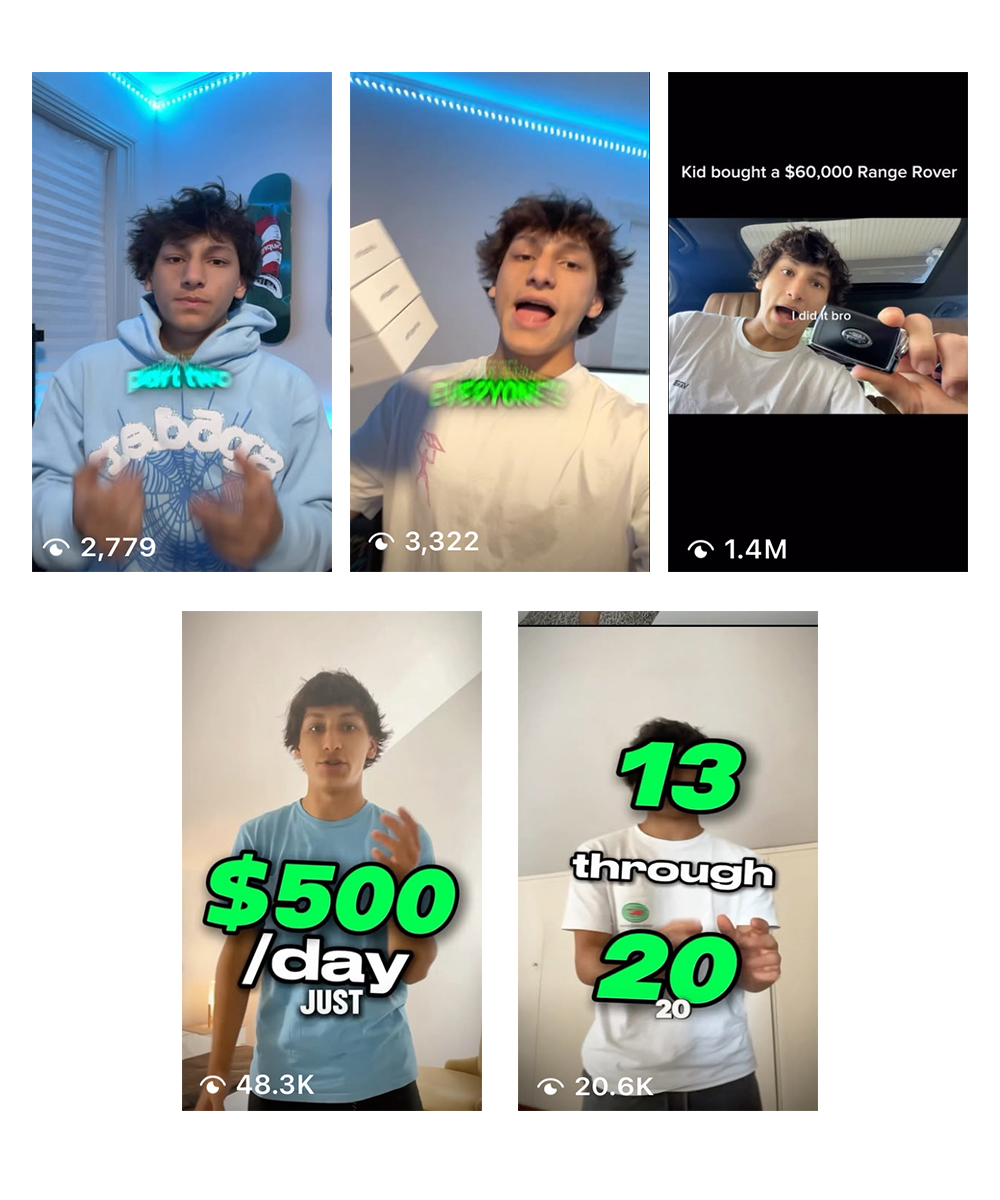 part two
2,779
EVERYONE'S
3,322
Kid bought a $60,000 Range Rover
I did it bro
1.4M
$500
/day
JUST
48.3K
13
through
20
20
20.6K